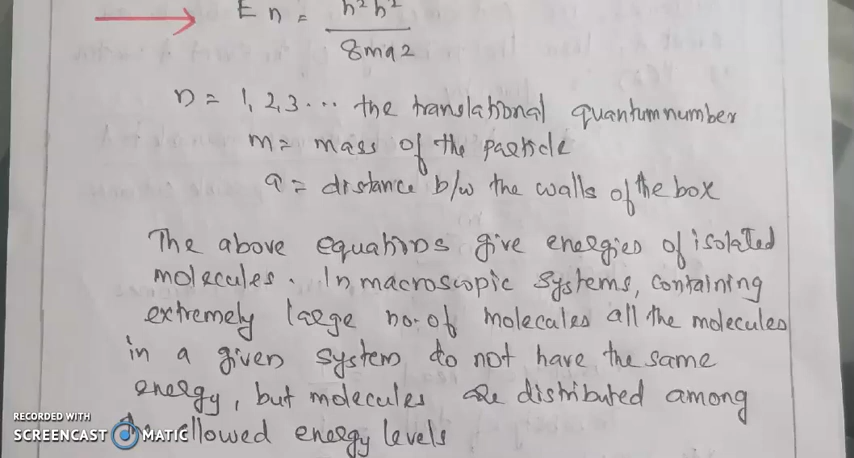 En = n²h²
8ma2
n = 1, 2, 3 ... the translational quantum number
m = mass of the particle
a = distance b/w the walls of the box
The above equations give energies of isolated
molecules. In macroscopic systems, containing
extremely large no. of molecules all the molecules
in a given system do not have the same
energy, but molecules are distributed among
the allowed energy levels
RECORDED WITH
SCREENCAST MATIC